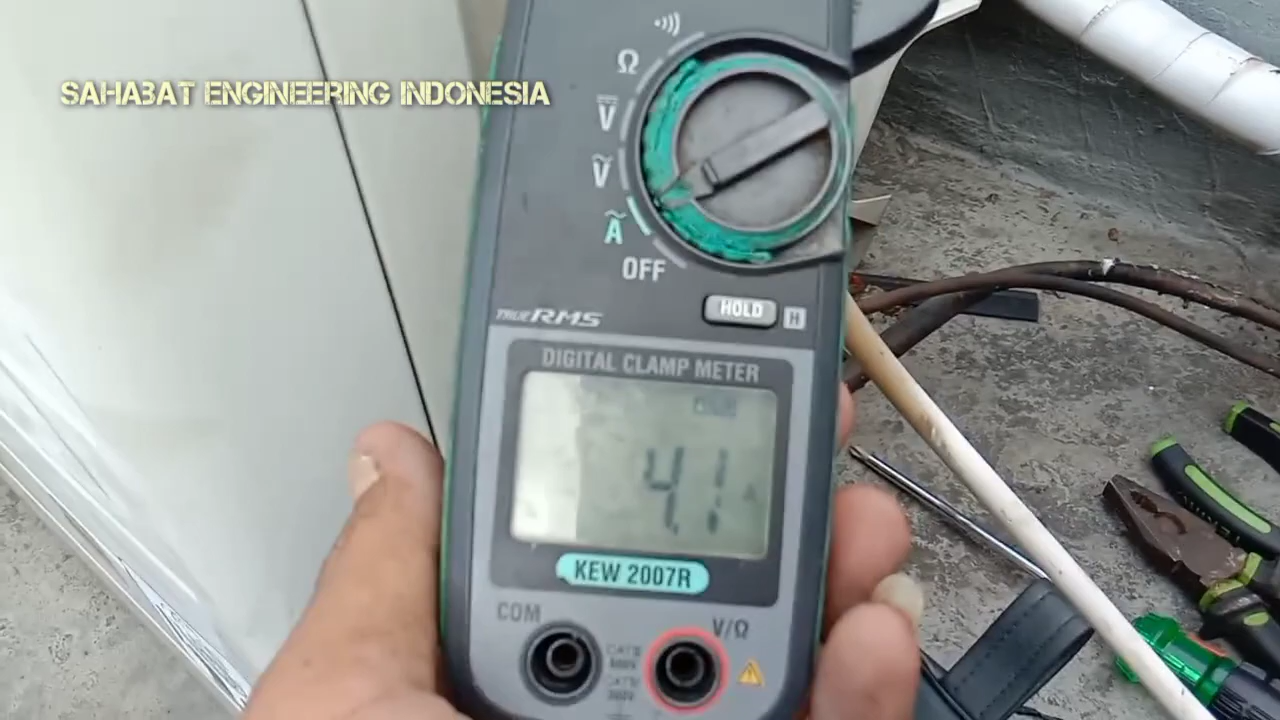 SAHABAT ENGINEERING INDONESIA
Ω
V
V
A
OFF
TRUE RMS
HOLD
H
DIGITAL CLAMP METER
4.1
A
KEW 2007R
COM
V/Ω